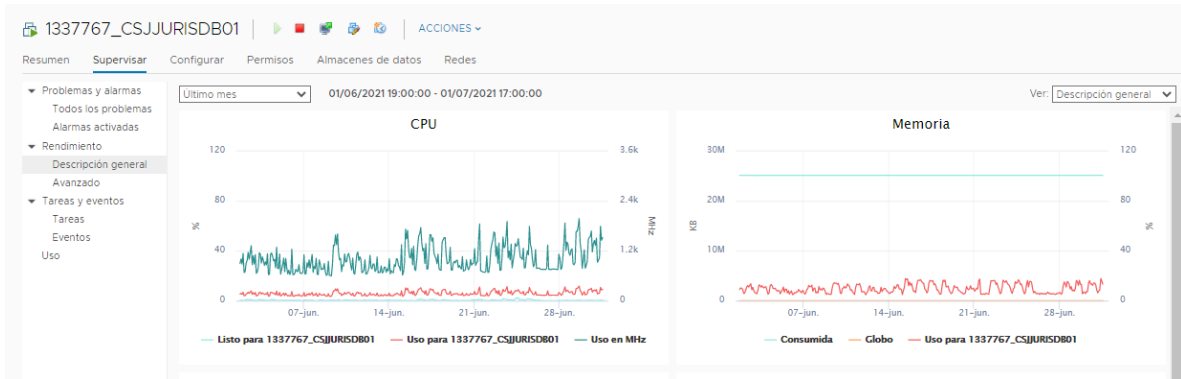 1337767_CSJJURISDB01 ACCIONES
Resumen Supervisar Configurar Permisos Almacenes de datos Redes
Problemas y alarmas
Todos los problemas
Alarmas activadas
Rendimiento
Descripción general
Avanzado
Tareas y eventos
Tareas
Eventos
Uso
Último mes 01/06/2021 19:00:00 - 01/07/2021 17:00:00 Ver: Descripción general
CPU
120 3.6k
80 2.4k
% MHz
40 1.2k
0 0
07-jun. 14-jun. 21-jun. 28-jun.
Listo para 1337767_CSJJURISDB01 Uso para 1337767_CSJJURISDB01 Uso en MHz
Memoria
30M 120
20M 80
KB %
10M 40
0 0
07-jun. 14-jun. 21-jun. 28-jun.
Consumida Globo Uso para 1337767_CSJJURISDB01